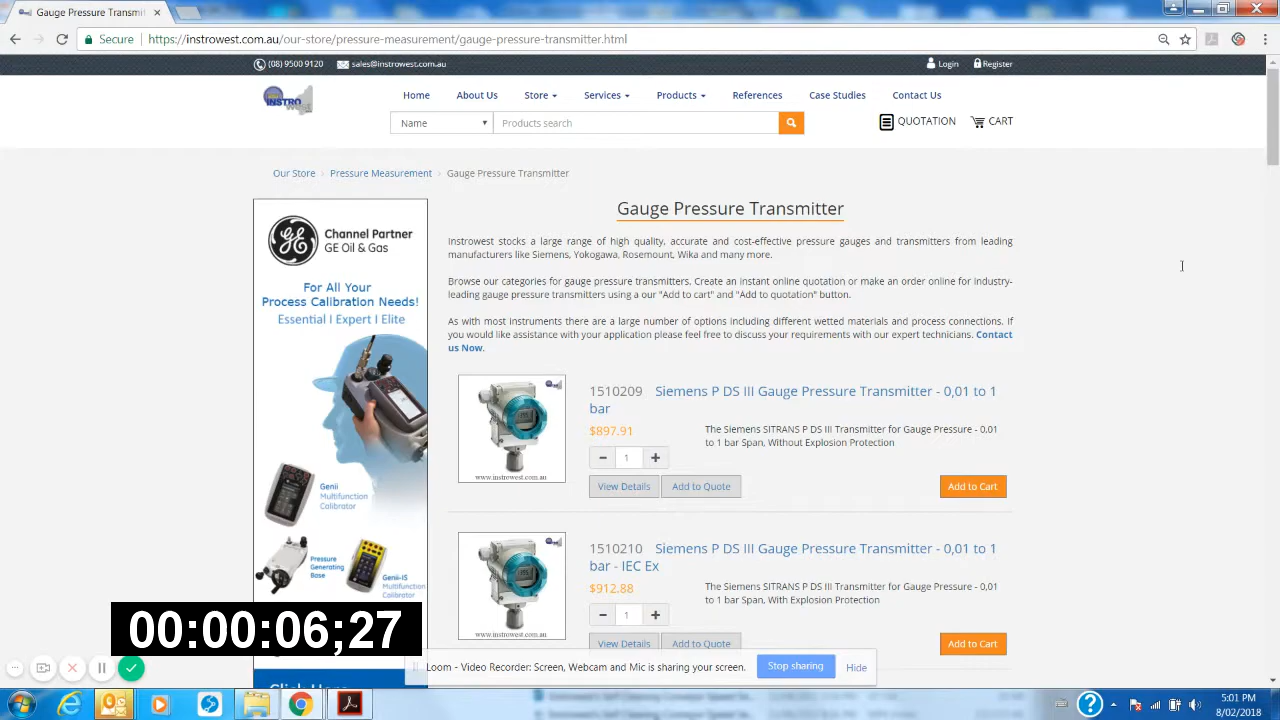 Gauge Pressure Transmitt
Secure
https://instrowest.com.au/our-store/pressure-measurement/gauge-pressure-transmitter.html
(08) 9500 9120
sales@instrowest.com.au
Login
Register
INSTRO
Home
About Us
Store
Services
Products
References
Case Studies
Contact Us
Name
Products search
QUOTATION
CART
Our Store > Pressure Measurement > Gauge Pressure Transmitter
GE
Channel Partner
GE Oil & Gas
For All Your
Process Calibration Needs!
Essential | Expert | Elite
Genii
Multifunction
Calibrator
Pressure
Generating
Base
Genii-IS
Multifunction
Calibrator
Click Here
Gauge Pressure Transmitter
Instrowest stocks a large range of high quality, accurate and cost-effective pressure gauges and transmitters from leading
manufacturers like Siemens, Yokogawa, Rosemount, Wika and many more.
Browse our categories for gauge pressure transmitters, Create an instant online quotation or make an order online for industry-
leading gauge pressure transmitters using a our "Add to cart" and "Add to quotation" button.
As with most instruments there are a large number of options including different wetted materials and process connections. If
you would like assistance with your application please feel free to discuss your requirements with our expert technicians. Contact
us Now.
www.instrowest.com.au
1510209 Siemens P DS III Gauge Pressure Transmitter - 0,01 to 1
bar
$897.91
The Siemens SITRANS P DS III Transmitter for Gauge Pressure - 0,01
to 1 bar Span, Without Explosion Protection
- 1 +
View Details
Add to Quote
Add to Cart
www.instrowest.com.au
1510210 Siemens P DS III Gauge Pressure Transmitter - 0,01 to 1
bar - IEC Ex
$912.88
The Siemens SITRANS P DS III Transmitter for Gauge Pressure - 0,01
to 1 bar Span, With Explosion Protection
- 1 +
View Details
Add to Quote
Add to Cart
00:00:06;27
Loom - Video Recorder: Screen, Webcam and Mic is sharing your screen.
Stop sharing
Hide
5:01 PM
8/02/2018